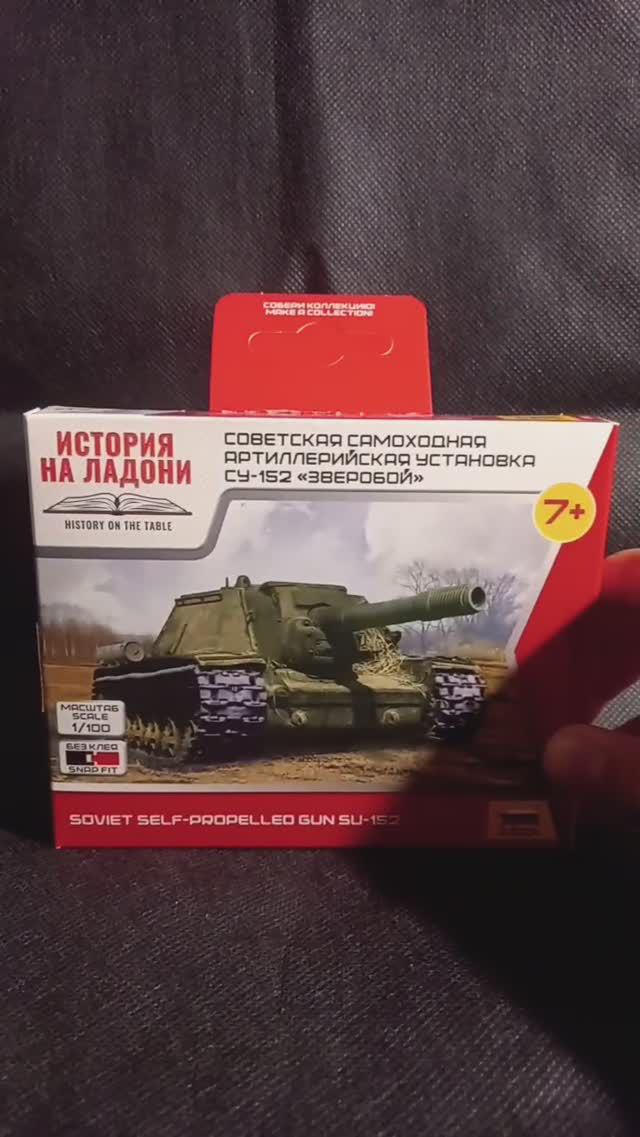 СОБЕРИ КОЛЛЕКЦИЮ!
MAKE A COLLECTION!
ИСТОРИЯ
НА ЛАДОНИ
HISTORY ON THE TABLE
СОВЕТСКАЯ САМОХОДНАЯ
АРТИЛЛЕРИЙСКАЯ УСТАНОВКА
СУ-152 «ЗВЕРОБОЙ»
7+
МАСШТАБ
SCALE
1/100
БЕЗ КЛЕЯ
SNAP FIT
SOVIET SELF-PROPELLED GUN SU-152